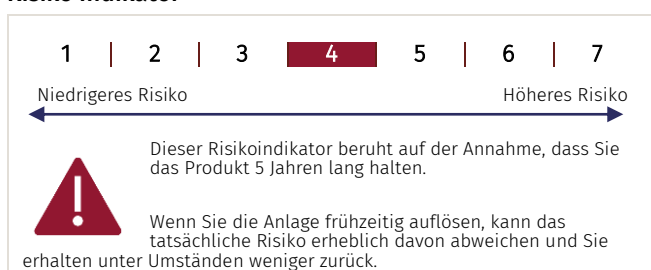 1 | 2 | 3 | 4 | 5 | 6 | 7
Niedrigeres Risiko Höheres Risiko
Dieser Risikoindikator beruht auf der Annahme, dass Sie
das Produkt 5 Jahren lang halten.
Wenn Sie die Anlage frühzeitig auflösen, kann das
tatsächliche Risiko erheblich davon abweichen und Sie
erhalten unter Umständen weniger zurück.